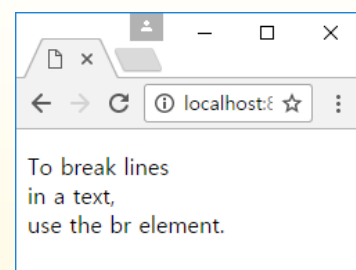 localhost:8
To break lines
in a text,
use the br element.